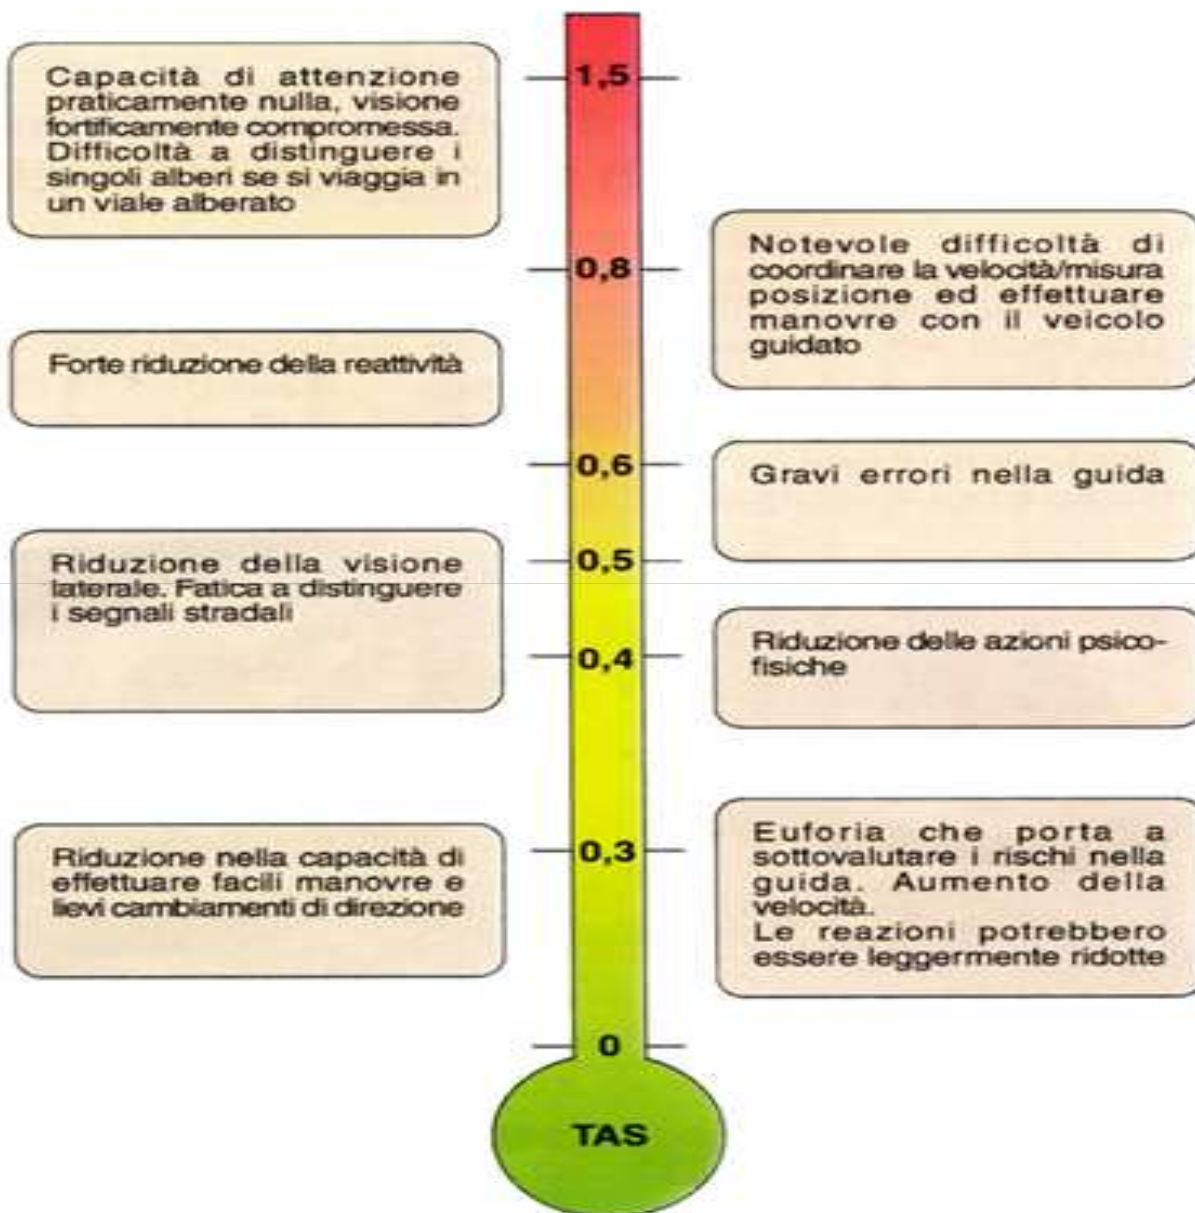 Capacità di attenzione
praticamente nulla, visione
fortificamente compromessa.
Difficoltà a distinguere i
singoli alberi se si viaggia in
un viale alberato
Forte riduzione della reattività
Riduzione della visione
laterale. Fatica a distinguere
i segnali stradali
Riduzione nella capacità di
effettuare facili manovre e
lievi cambiamenti di direzione
1,5
0,8
0,6
0,5
0,4
0,3
0
TAS
Notevole difficoltà di
coordinare la velocità/misura
posizione ed effettuare
manovre con il veicolo
guidato
Gravi errori nella guida
Riduzione delle azioni psico-
fisiche
Euforia che porta a
sottovalutare i rischi nella
guida. Aumento della
velocità.
Le reazioni potrebbero
essere leggermente ridotte